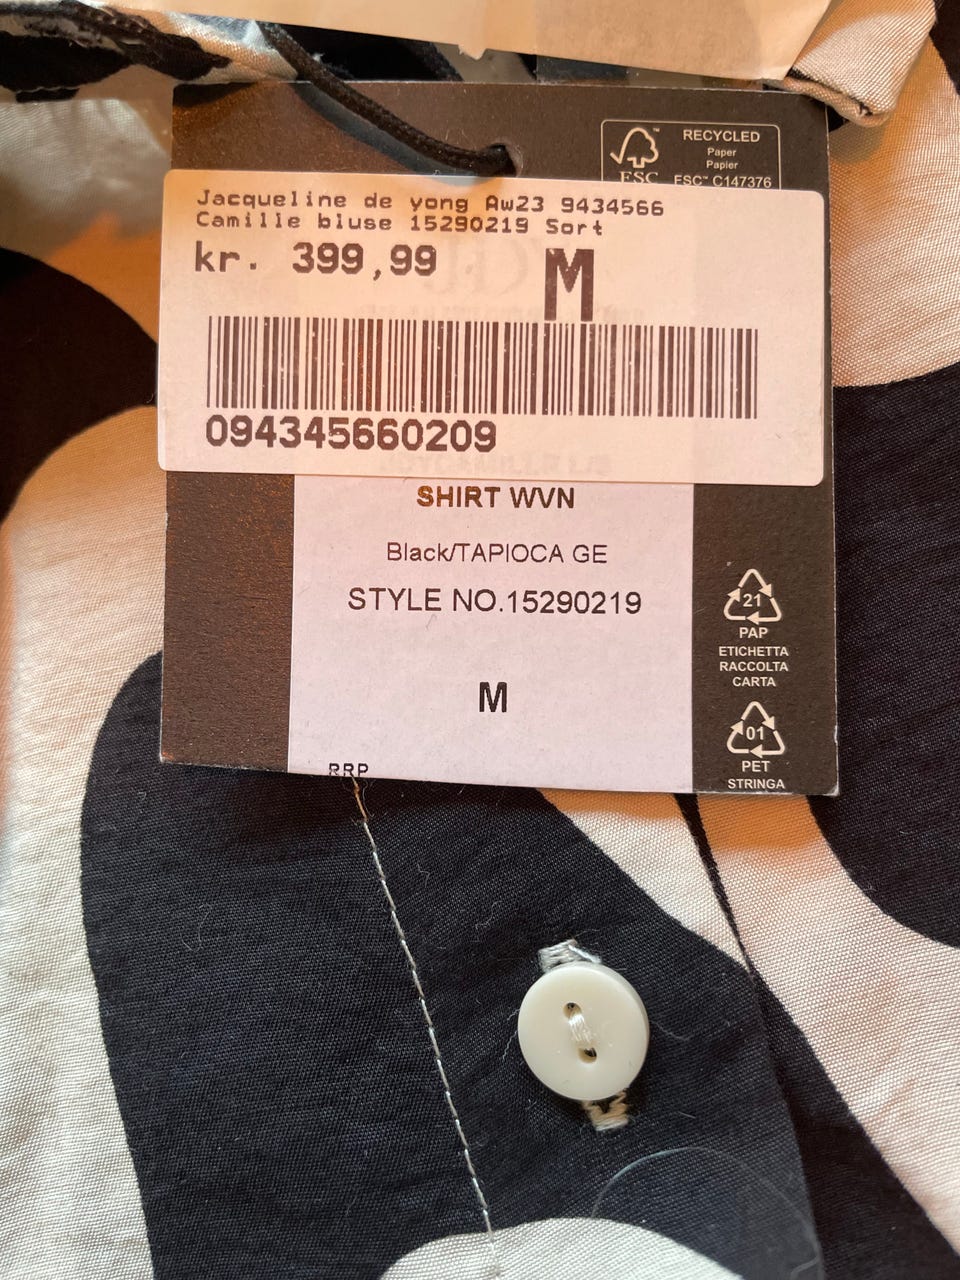 RECYCLED
Paper
Papier
FSC
FSC™ C147376
Jacqueline de yong Aw23 9434566
Camille bluse 15290219 Sort
kr. 399,99
M
094345660209
SHIRT WVN
Black/TAPIOCA GE
STYLE NO.15290219
M
RRP
21
PAP
ETICHETTA
RACCOLTA
CARTA
01
PET
STRINGA